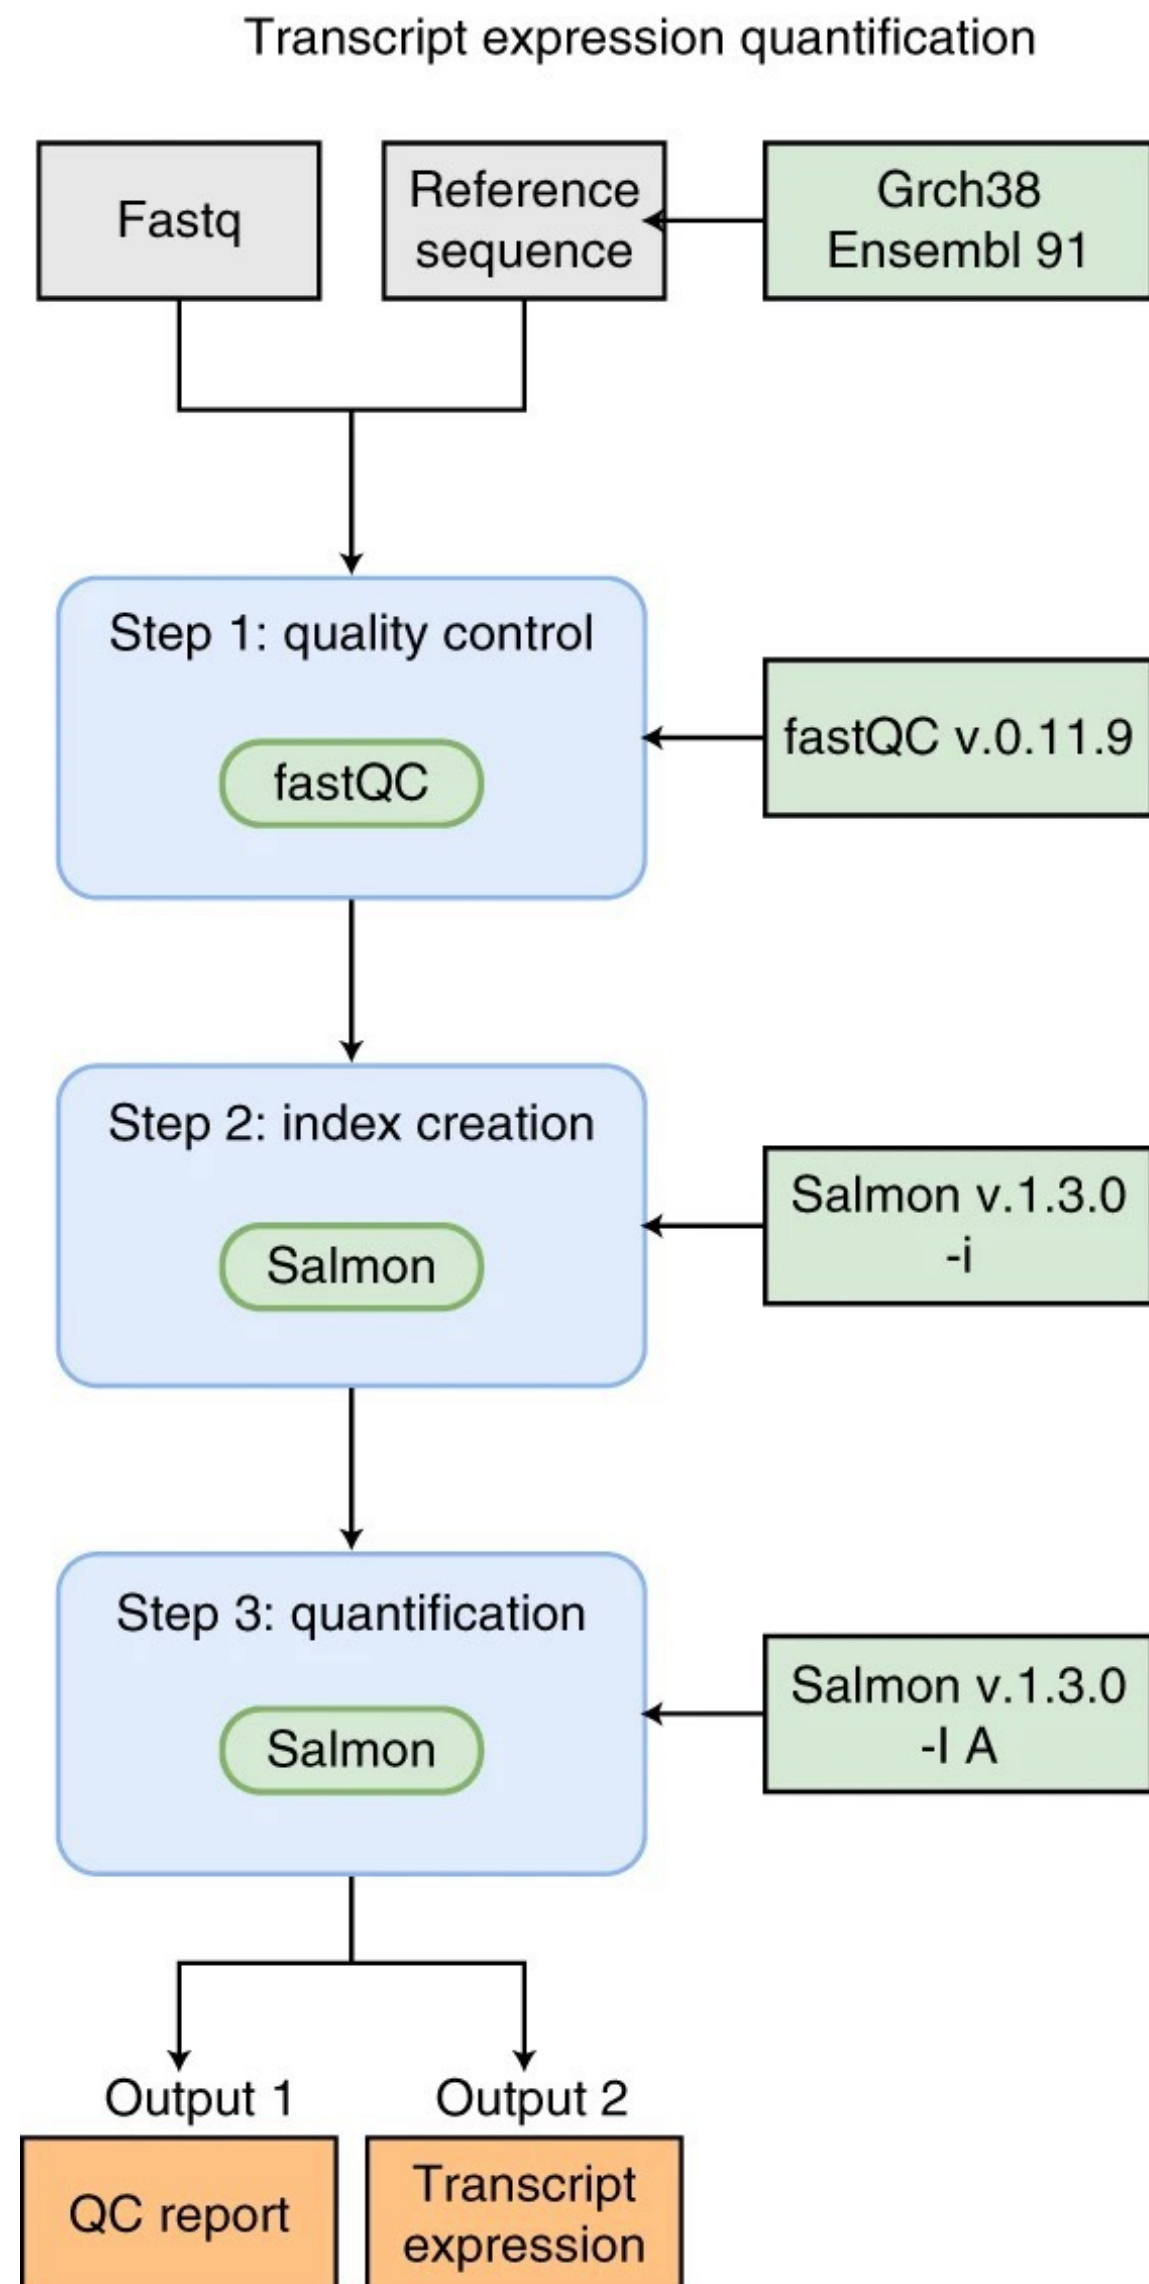 Transcript expression quantification
Fastq
Reference
sequence
Grch38
Ensembl 91
Step 1: quality control
fastQC
fastQC v.0.11.9
Step 2: index creation
Salmon
Salmon v.1.3.0
-i
Step 3: quantification
Salmon
Salmon v.1.3.0
-I A
Output 1
Output 2
QC report
Transcript
expression